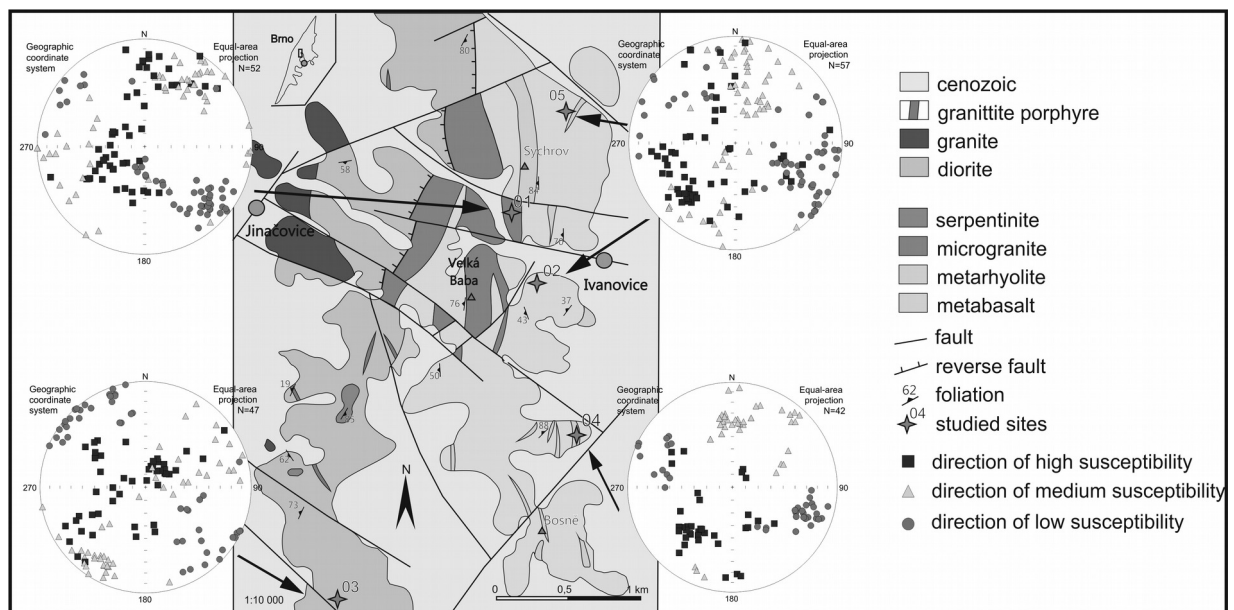 Geographic
coordinate
system
N
Equal-area
projection
N=52
270
90
180
Brno
80
05
Sychrov
58
84
01
Jinačovice
70
Velká
Baba
02
Ivanovice
76
43
37
50
19
62
88
04
73
N
Bosne
03
1:10 000
0
0,5
1 km
Geographic
coordinate
system
N
Equal-area
projection
N=57
270
90
180
Geographic
coordinate
system
N
Equal-area
projection
N=47
270
90
180
Geographic
coordinate
system
N
Equal-area
projection
N=42
270
90
180
cenozoic
granittite porphyre
granite
diorite
serpentinite
microgranite
metarhyolite
metabasalt
fault
reverse fault
62
foliation
04
studied sites
direction of high susceptibility
direction of medium susceptibility
direction of low susceptibility